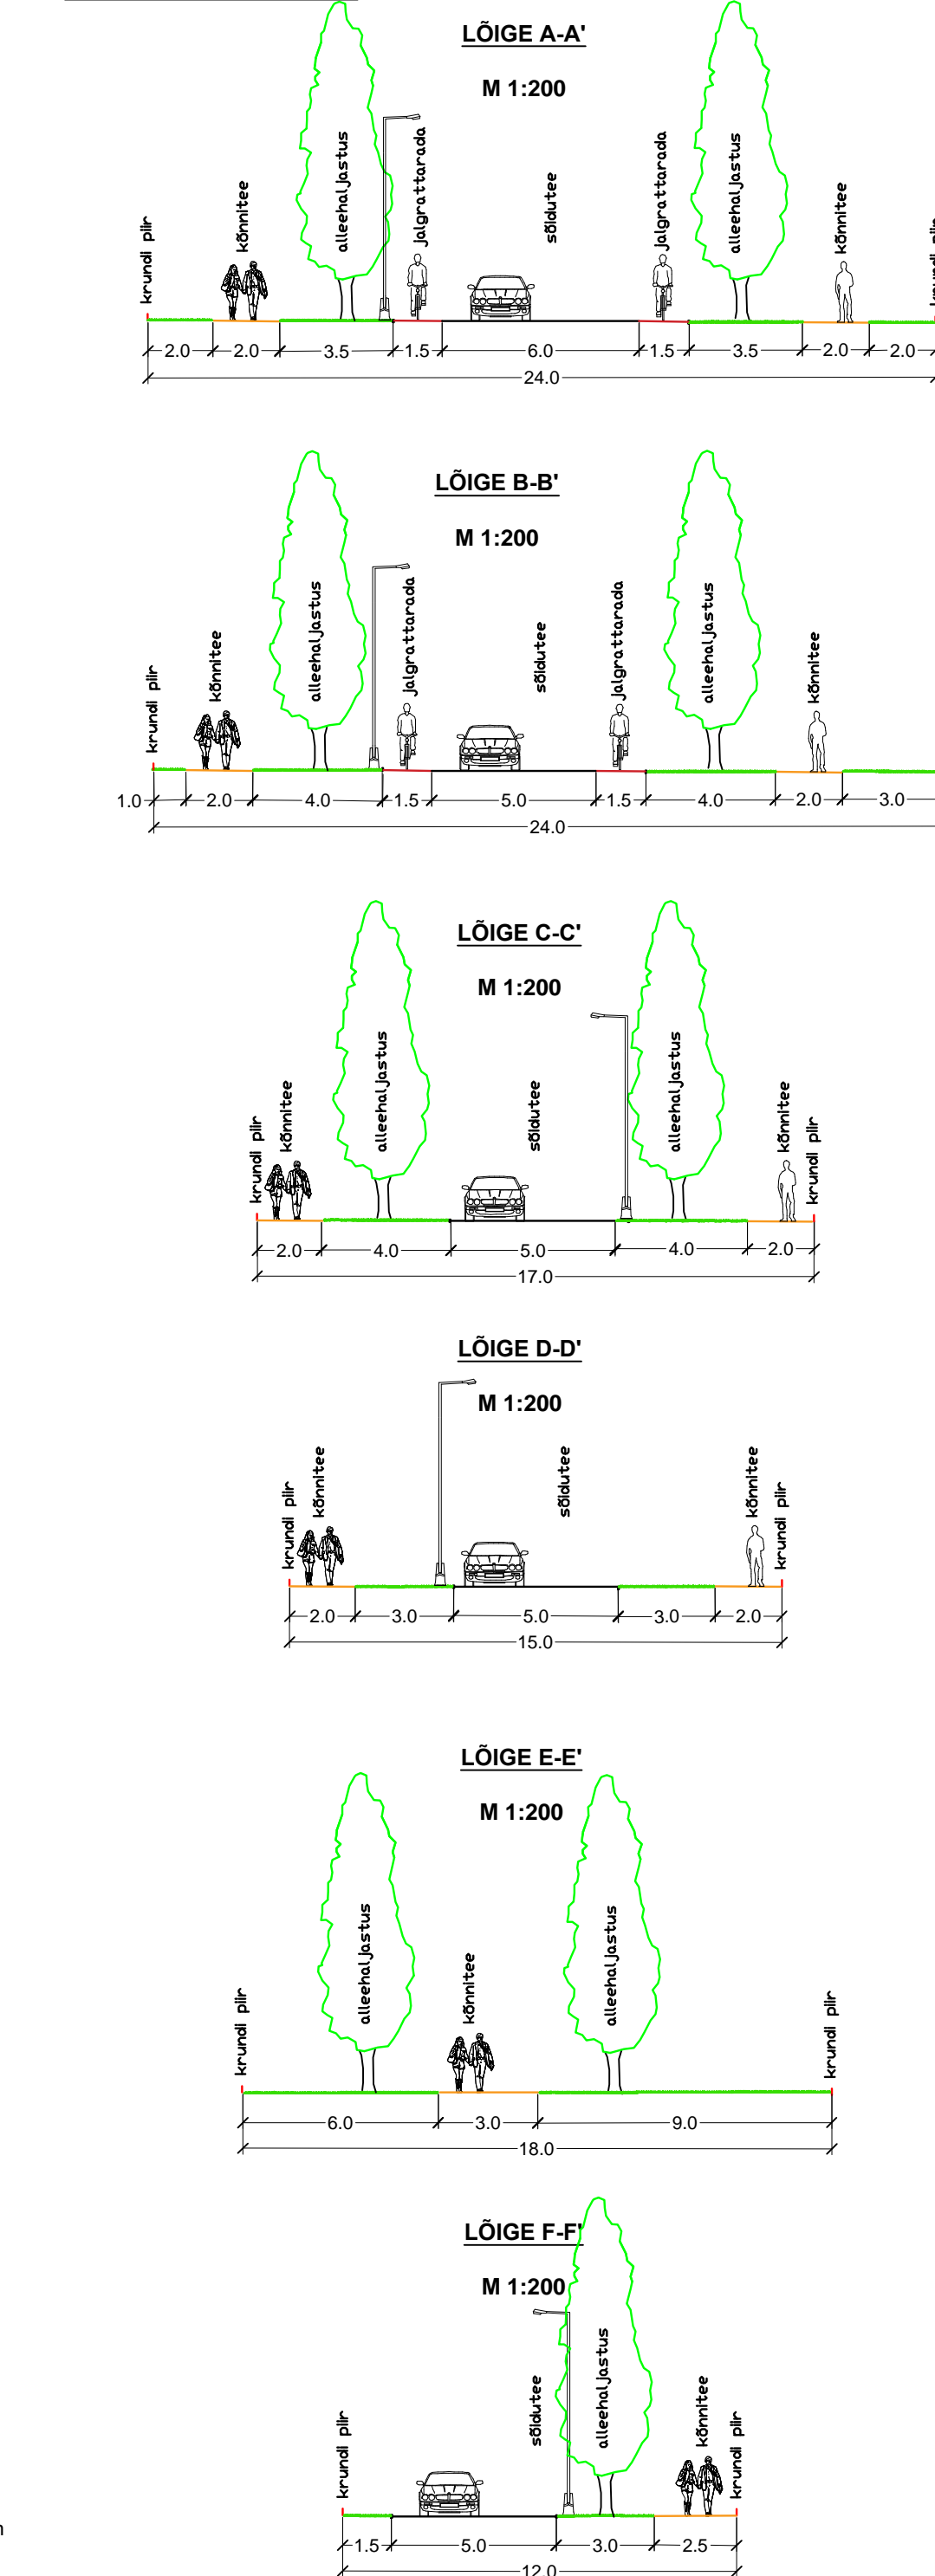 LÕIGE A-A'
M 1:200
krundi piir
kõnnitee
alleehaljastus
jalgrattarada
sõidutee
jalgrattarada
alleehaljastus
kõnnitee
2.0 2.0 3.5 1.5 6.0 1.5 3.5 2.0 2.0
24.0
LÕIGE B-B'
M 1:200
krundi piir
kõnnitee
alleehaljastus
jalgrattarada
sõidutee
jalgrattarada
alleehaljastus
kõnnitee
1.0 2.0 4.0 1.5 5.0 1.5 4.0 2.0 3.0
24.0
LÕIGE C-C'
M 1:200
krundi piir
kõnnitee
alleehaljastus
sõidutee
alleehaljastus
kõnnitee
krundi piir
2.0 4.0 5.0 4.0 2.0
17.0
LÕIGE D-D'
M 1:200
krundi piir
kõnnitee
sõidutee
kõnnitee
krundi piir
2.0 3.0 5.0 3.0 2.0
15.0
LÕIGE E-E'
M 1:200
krundi piir
alleehaljastus
kõnnitee
alleehaljastus
krundi piir
6.0 3.0 9.0
18.0
LÕIGE F-F'
M 1:200
krundi piir
sõidutee
alleehaljastus
kõnnitee
krundi piir
1.5 5.0 3.0 2.5
12.0